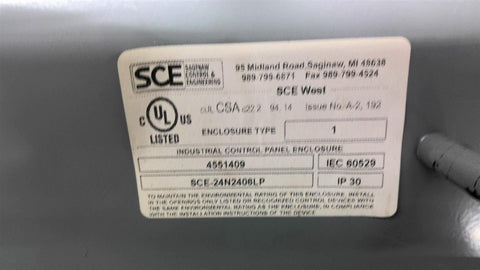 SCE SAGINAW CONTROL & ENGINEERING
95 Midland Road Saginaw, MI 48638
989-799-6871 Fax 989-799-4524
SCE West
C UL US LISTED
cUL CSA c22.2 94, 14 Issue No. A-2, 192
ENCLOSURE TYPE 1
INDUSTRIAL CONTROL PANEL ENCLOSURE
4551409 IEC 60529
SCE-24N2406LP IP 30
TO MAINTAIN THE ENVIRONMENTAL RATING OF THIS ENCLOSURE, INSTALL
IN THE OPENINGS ONLY LISTED OR RECOGNIZED CONTROL DEVICES WITH
THE SAME ENVIRONMENTAL RATING AS THE ENCLOSURE, IN COMPLIANCE
WITH THE INSTALLATION INSTRUCTIONS OF THE DEVICE.